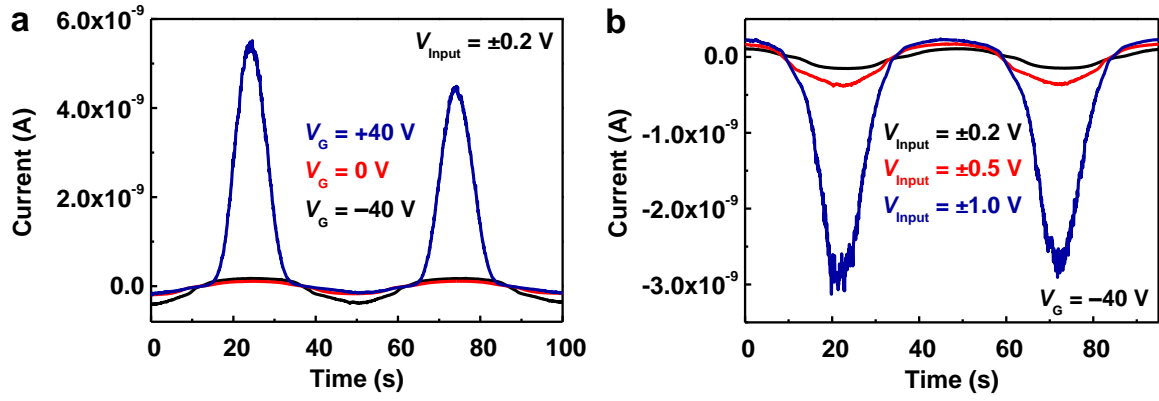 a
6.0x10⁻⁹
4.0x10⁻⁹
2.0x10⁻⁹
0.0
Current (A)
V_Input = ±0.2 V
V_G = +40 V
V_G = 0 V
V_G = −40 V
0 20 40 60 80 100
Time (s)
b
0.0
-1.0x10⁻⁹
-2.0x10⁻⁹
-3.0x10⁻⁹
Current (A)
V_Input = ±0.2 V
V_Input = ±0.5 V
V_Input = ±1.0 V
V_G = −40 V
0 20 40 60 80
Time (s)